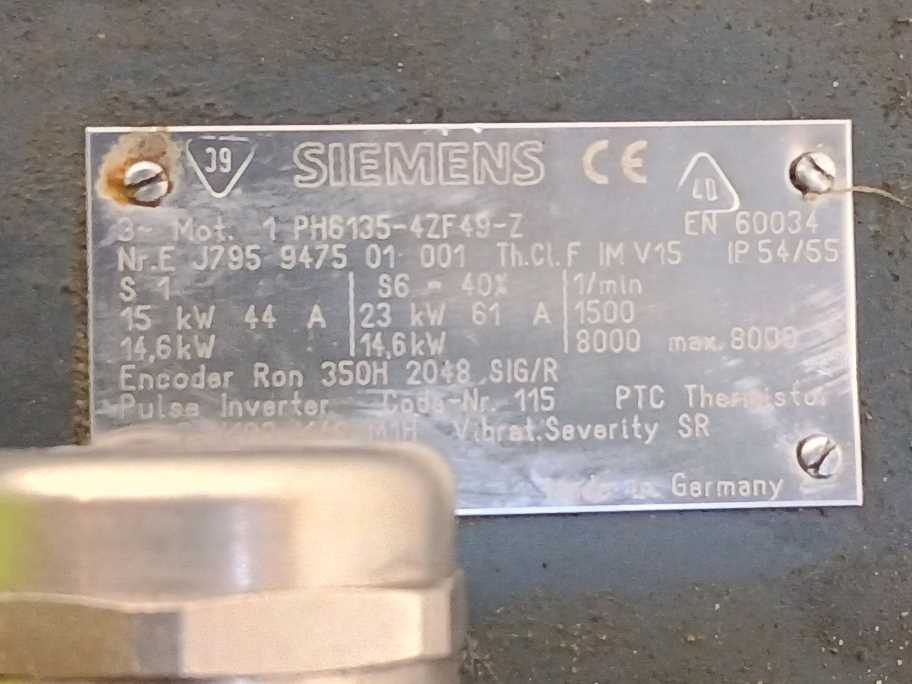 39 SIEMENS CE 40
3~ Mot. 1 PH6135-4ZF49-Z EN 60034
Nr.E J795 9475 01 001 Th.Cl.F IM V15 IP 54/55
S 1 S6 - 40% 1/min
15 kW 44 A 23 kW 61 A 1500
14,6kW 14,6kW 8000 max. 8000
Encoder Ron 350H 2048 SIG/R
Pulse Inverter Code-Nr. 115 PTC Thermistor
M1H Vibrat.Severity SR
Made in Germany